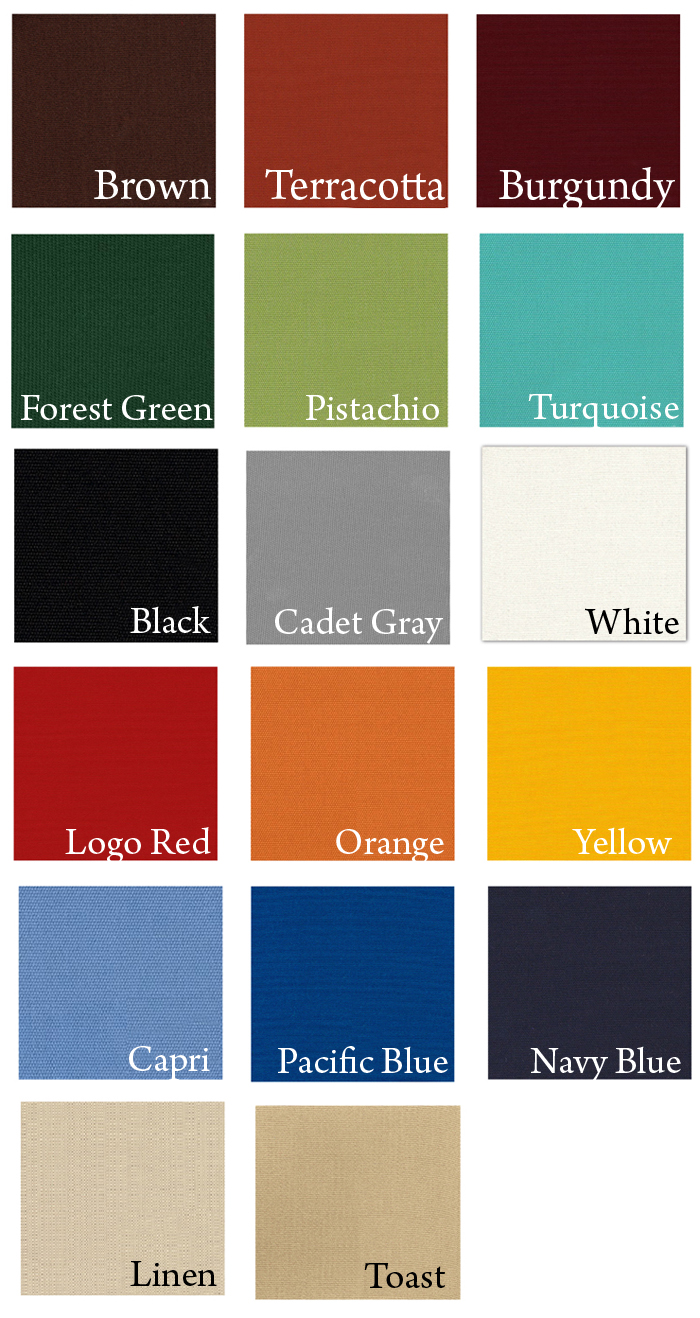 Brown
Terracotta
Burgundy
Forest Green
Pistachio
Turquoise
Black
Cadet Gray
White
Logo Red
Orange
Yellow
Capri
Pacific Blue
Navy Blue
Linen
Toast